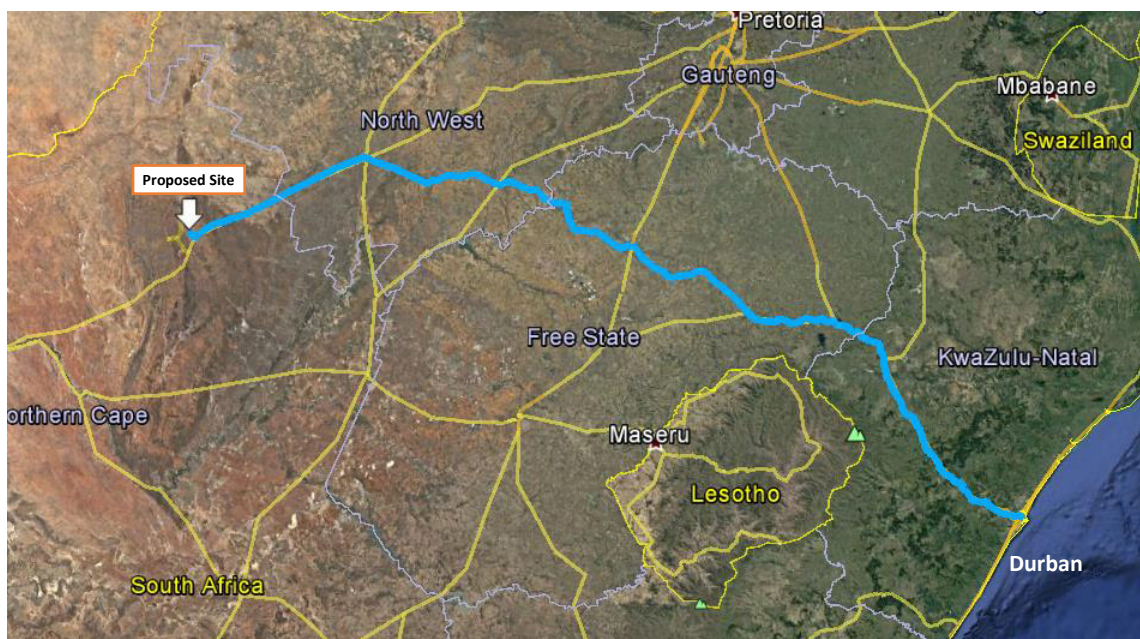 Pretoria
Gauteng
Mbabane
North West
Swaziland
Proposed Site
Free State
KwaZulu-Natal
orthern Cape
Maseru
Lesotho
Durban
South Africa